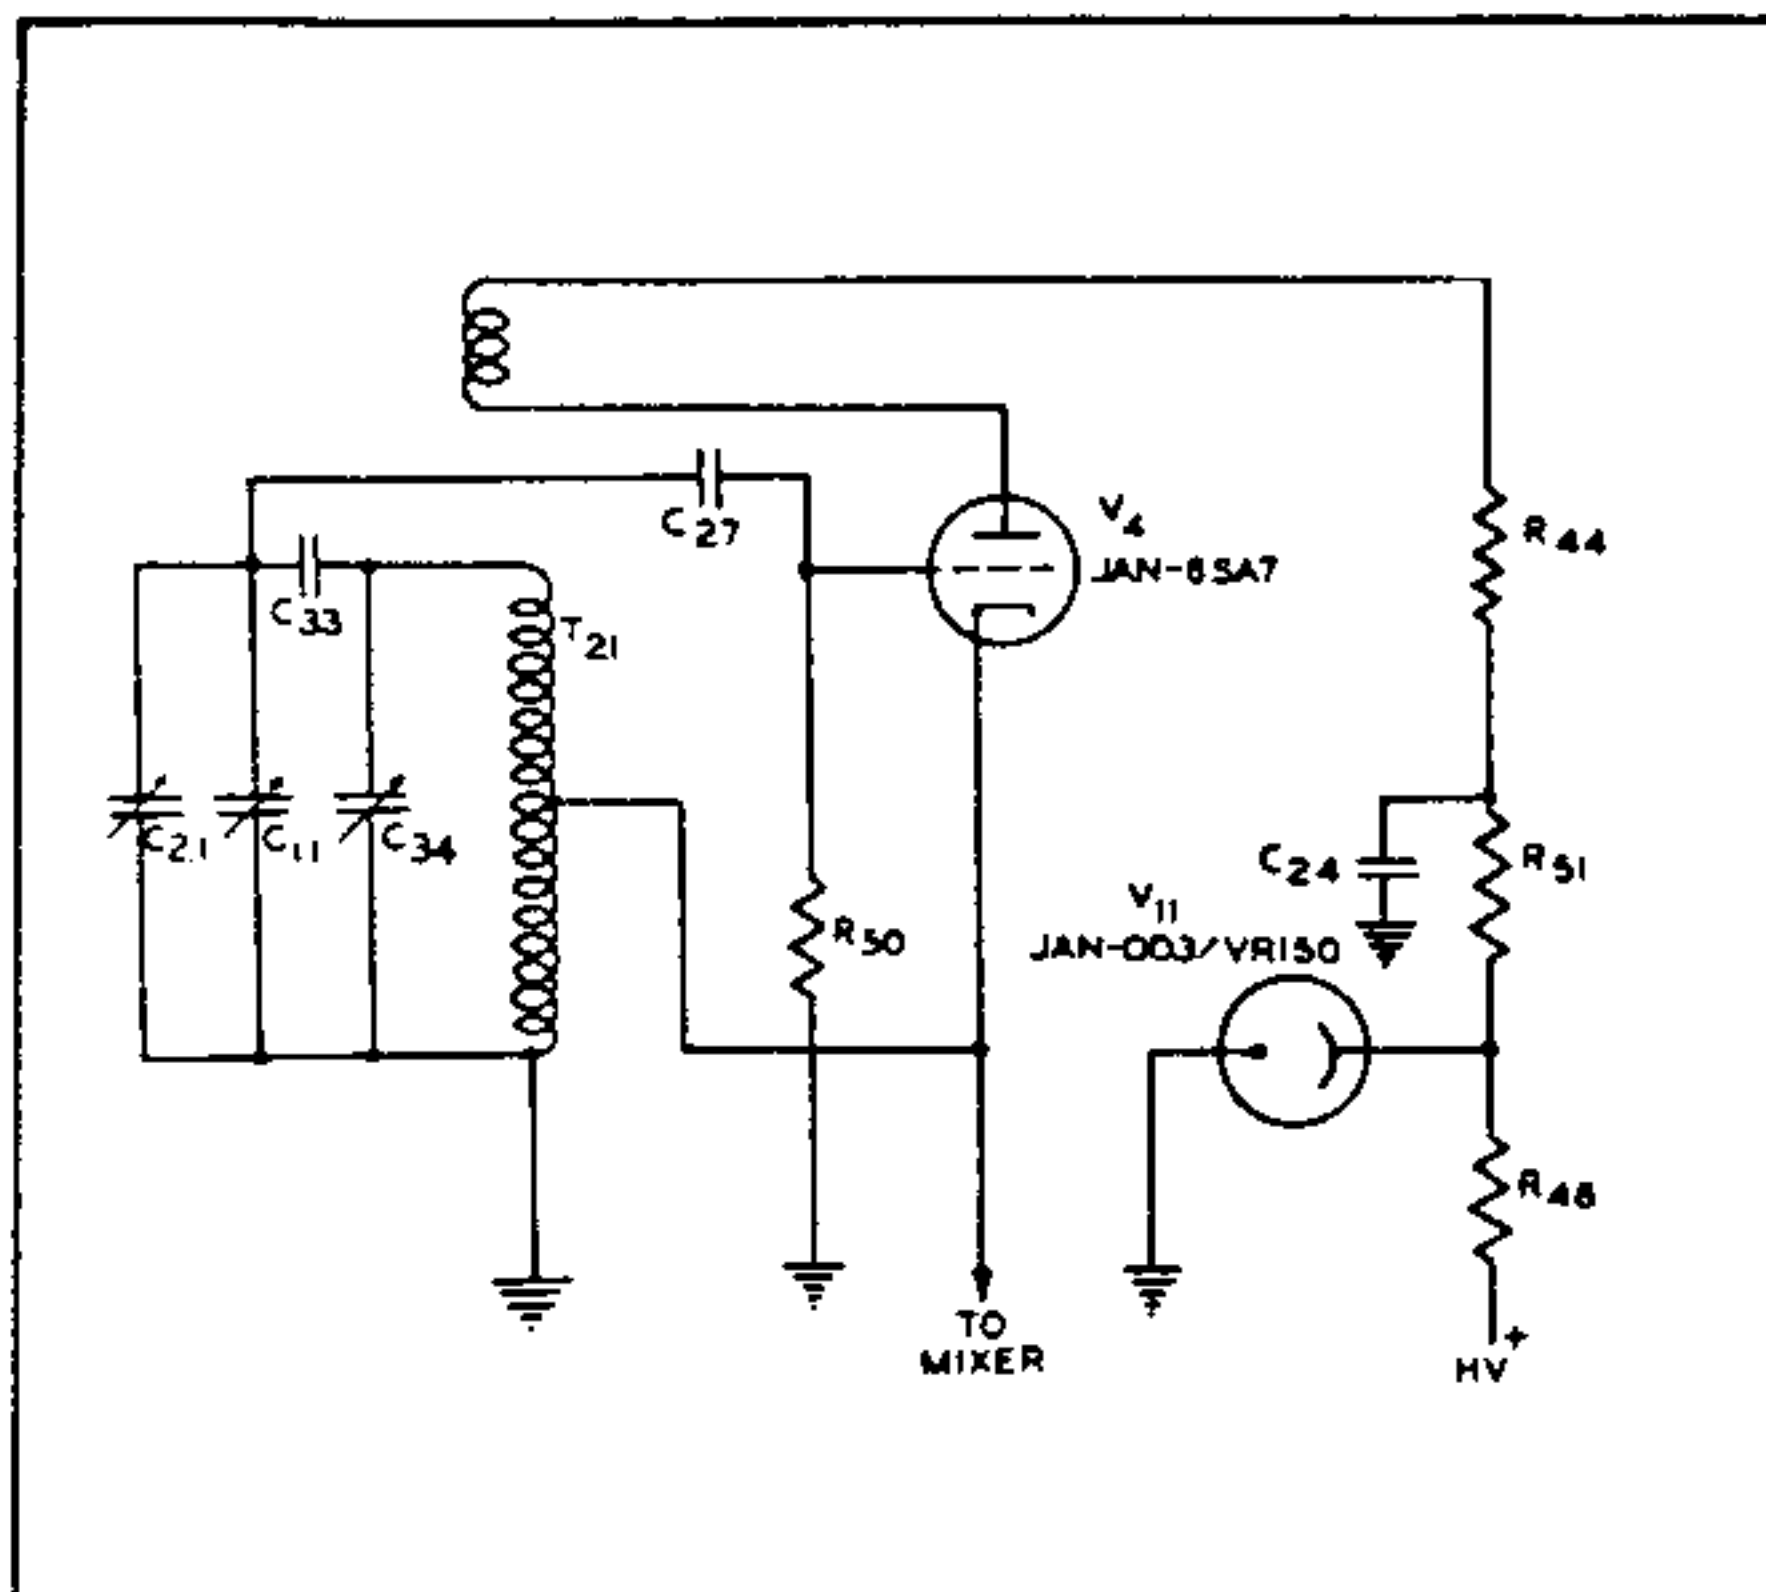 V4
JAN-6SA7
R44
C27
C33
T21
C21
C11
C34
R50
C24
R51
V11
JAN-OD3/VR150
R48
TO
MIXER
HV+